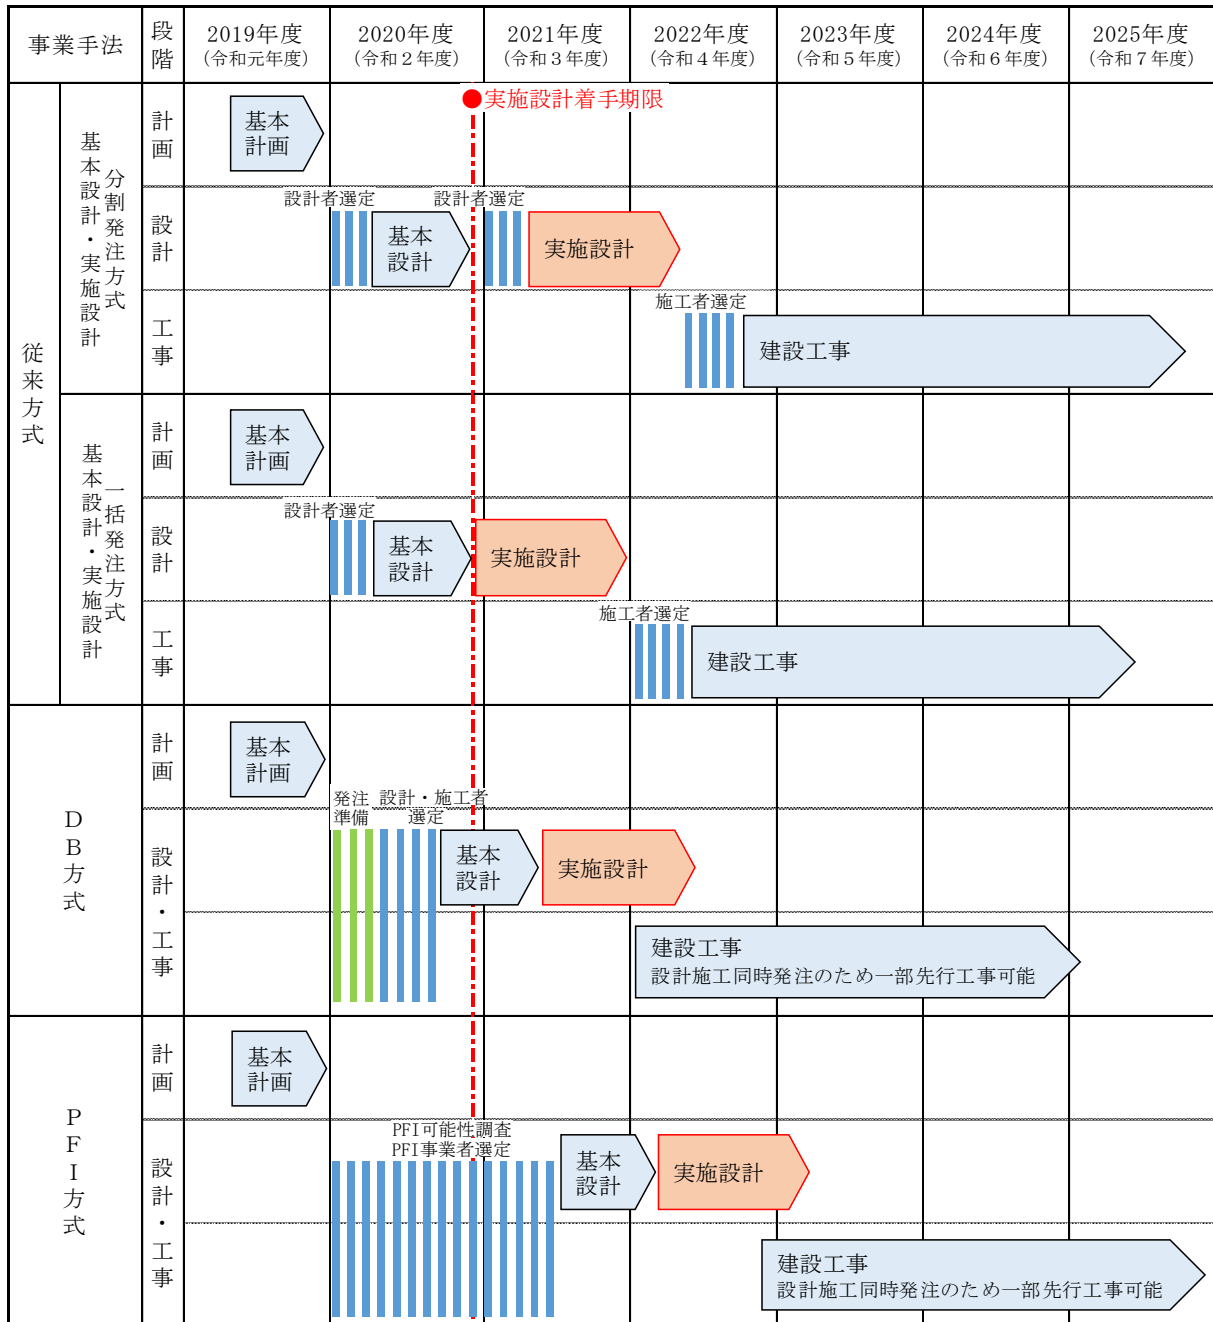 事業手法
段階
2019年度
(令和元年度)
2020年度
(令和２年度)
2021年度
(令和３年度)
2022年度
(令和４年度)
2023年度
(令和５年度)
2024年度
(令和６年度)
2025年度
(令和７年度)
従来方式
基本設計・実施設計
分割発注方式
計画
基本
計画
●実施設計着手期限
設計
設計者選定
基本
設計
設計者選定
実施設計
工事
施工者選定
建設工事
基本設計・実施設計
一括発注方式
計画
基本
計画
設計
設計者選定
基本
設計
実施設計
工事
施工者選定
建設工事
ＤＢ方式
計画
基本
計画
設計・工事
発注
準備
設計・施工者
選定
基本
設計
実施設計
建設工事
設計施工同時発注のため一部先行工事可能
ＰＦＩ方式
計画
基本
計画
設計・工事
PFI可能性調査
PFI事業者選定
基本
設計
実施設計
建設工事
設計施工同時発注のため一部先行工事可能